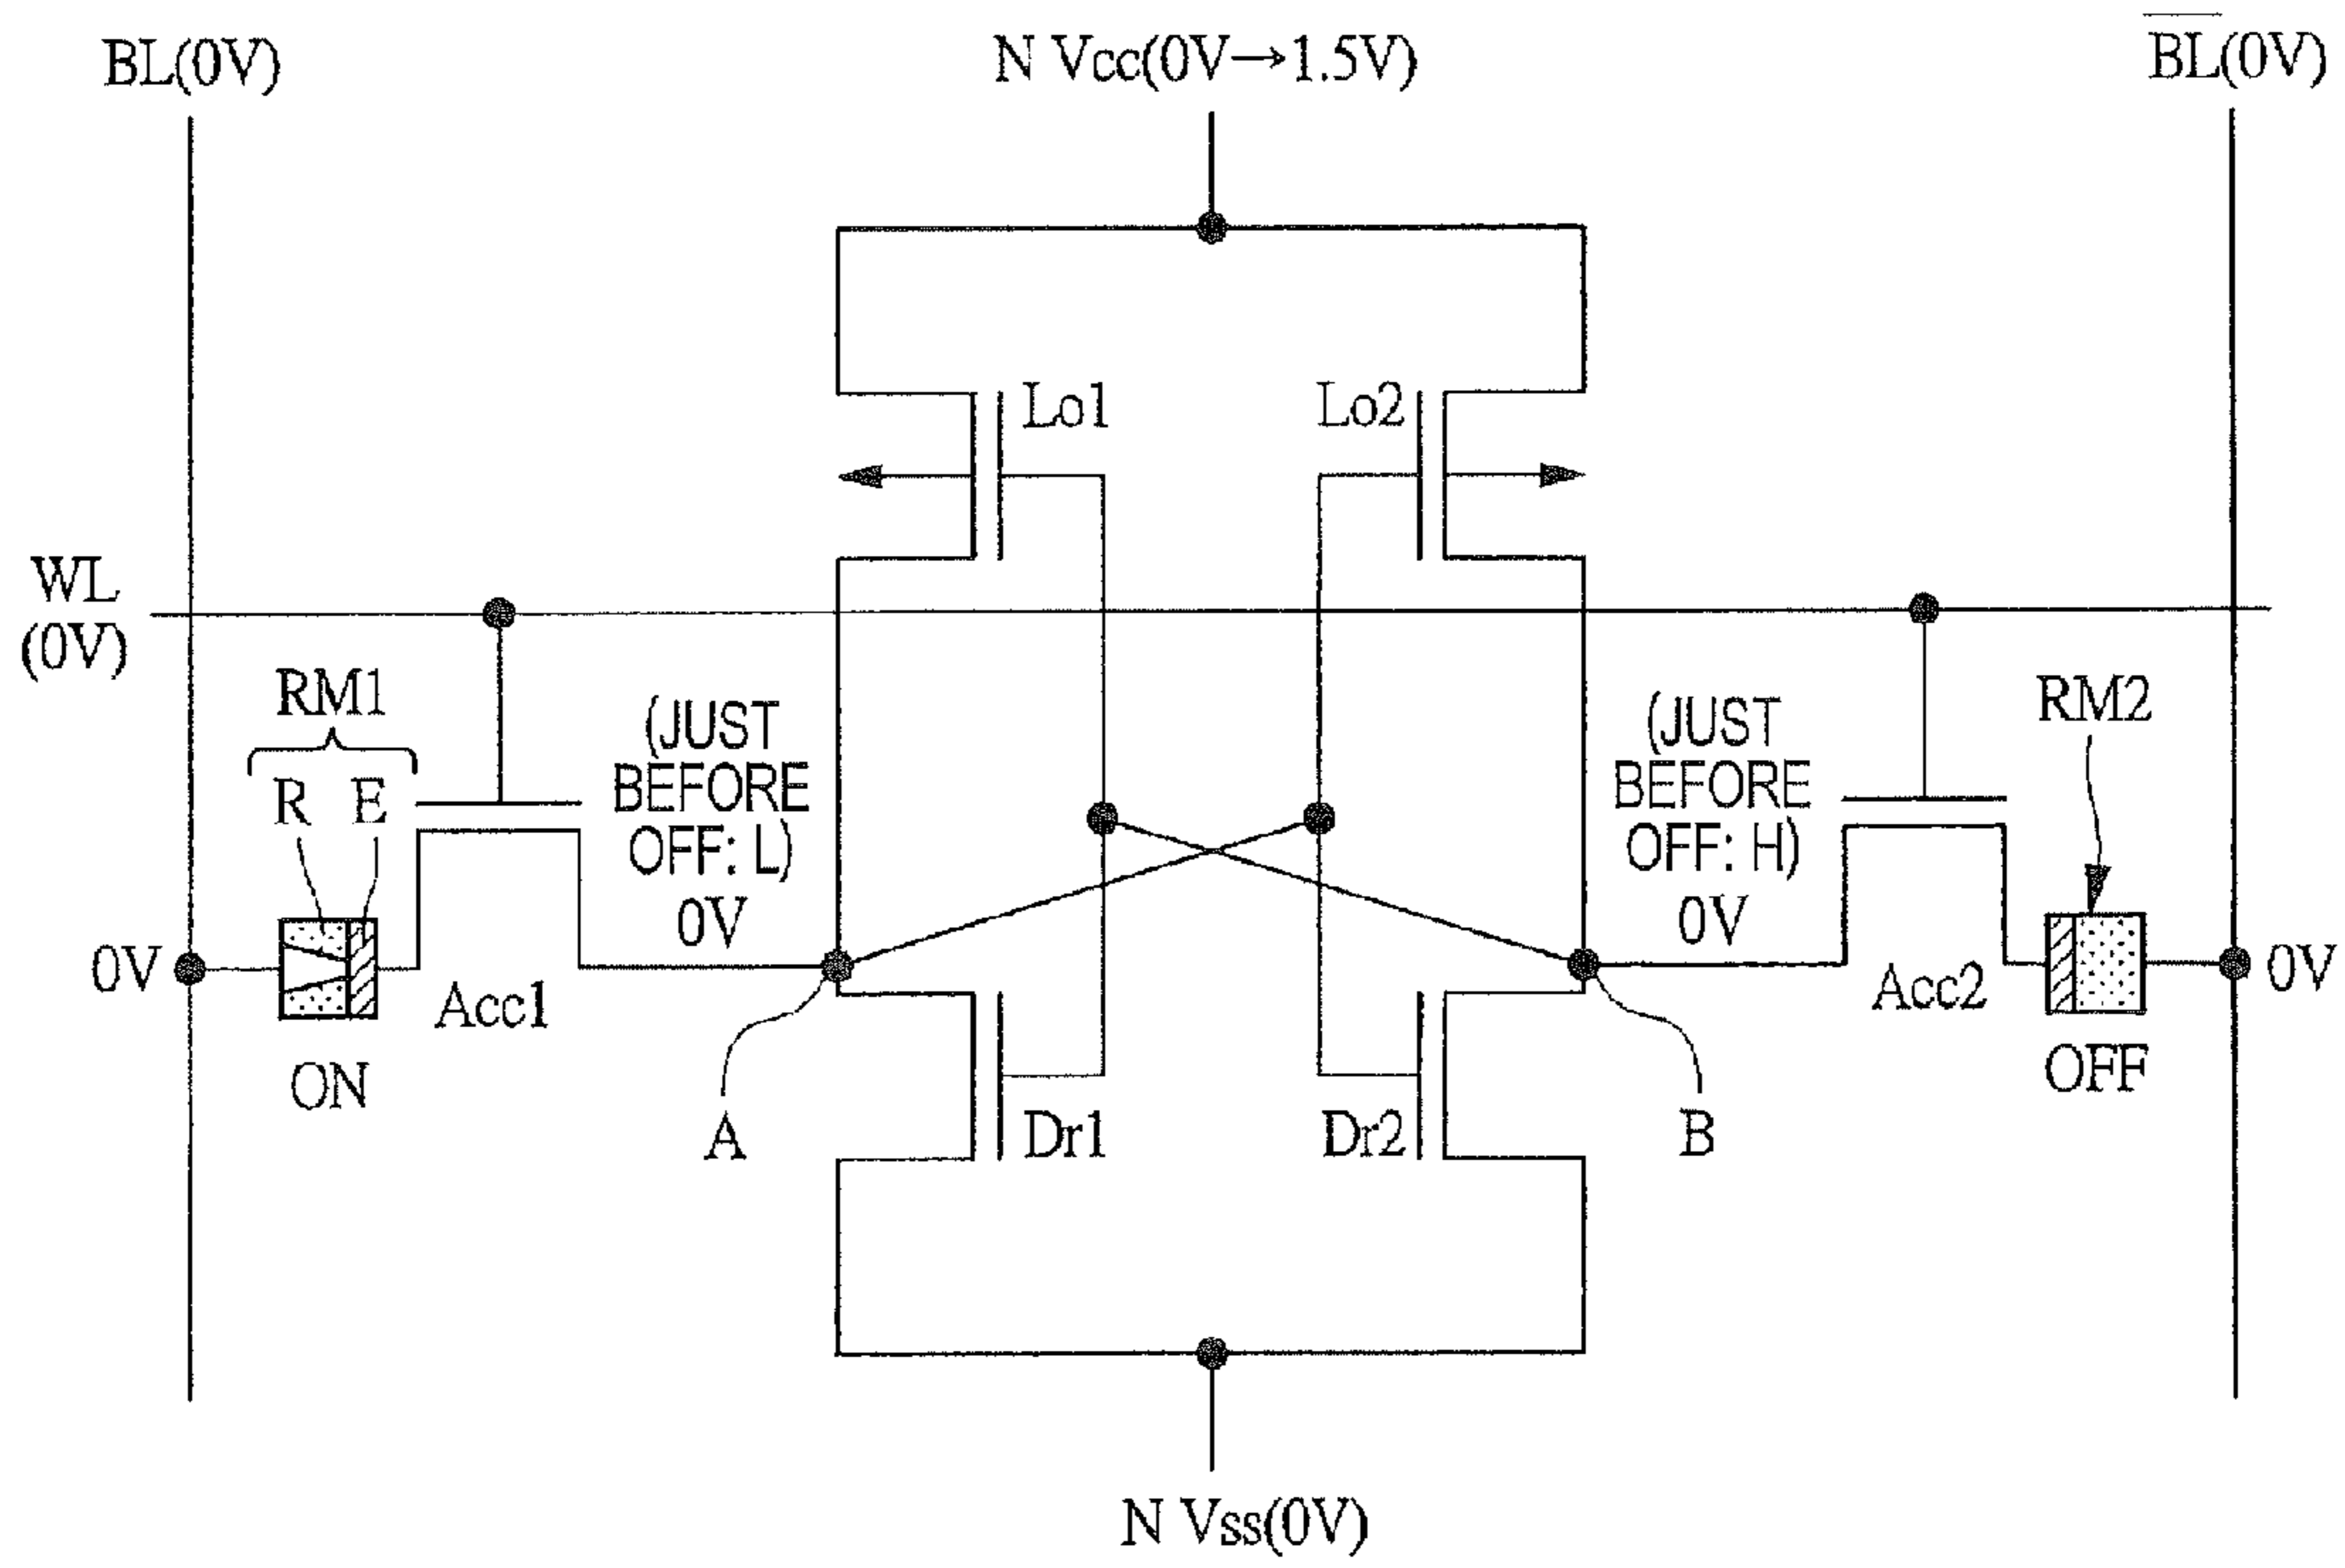 BL(0V)
N Vcc(0V→1.5V)
BL(0V)
Lo1
Lo2
WL
(0V)
RM1
R E
(JUST
BEFORE
OFF: L)
0V
(JUST
BEFORE
OFF: H)
0V
RM2
0V
Acc1
Acc2
0V
ON
OFF
A
Dr1
Dr2
B
N Vss(0V)